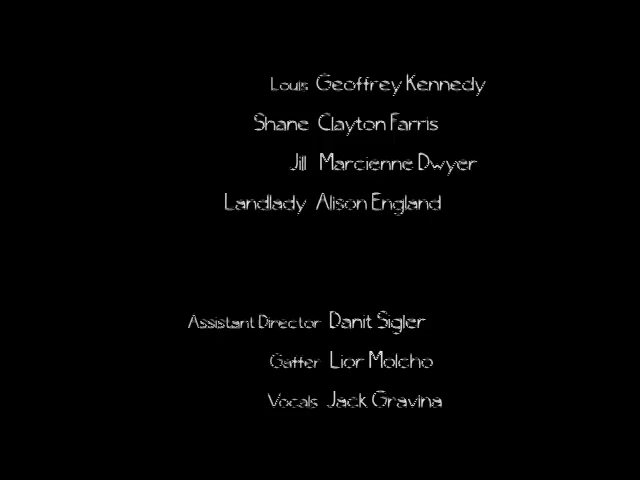 Louis Geoffrey Kennedy
Shane Clayton Farris
Jill Marcienne Dwyer
Landlady Alison England
Assistant Director Danit Sigler
Gaffer Lior Molcho
Vocals Jack Gravina